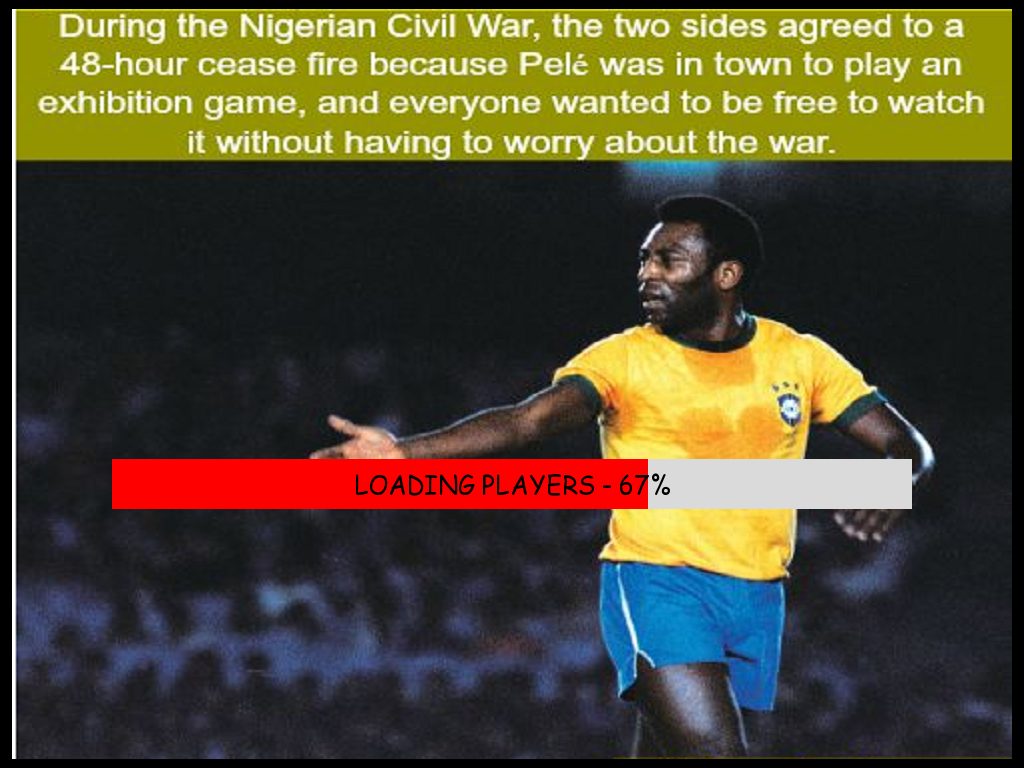 During the Nigerian Civil War, the two sides agreed to a
48-hour cease fire because Pelé was in town to play an
exhibition game, and everyone wanted to be free to watch
it without having to worry about the war.
LOADING PLAYERS - 67%